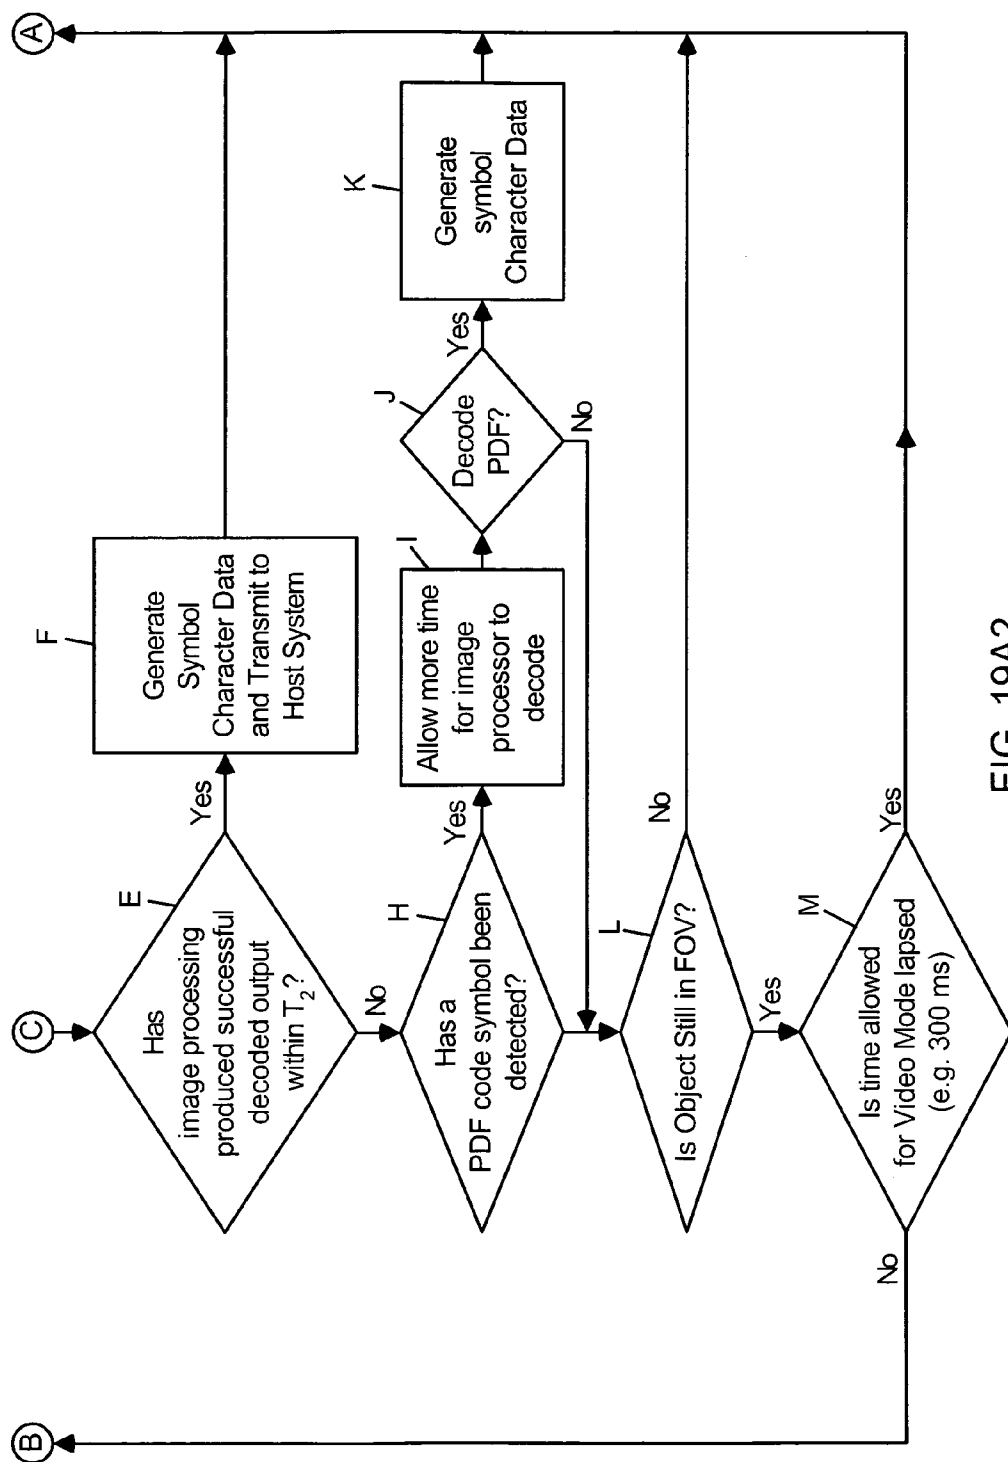 C
A
B
E
Has
image processing
produced successful
decoded output
within T2?
Yes
No
F
Generate
Symbol
Character Data
and Transmit to
Host System
H
Has a
PDF code symbol been
detected?
Yes
I
Allow more time
for image
processor to
decode
J
Decode
PDF?
Yes
No
K
Generate
symbol
Character Data
L
Is Object Still in FOV?
No
Yes
M
Is time allowed
for Video Mode lapsed
(e.g. 300 ms)
Yes
No
FIG. 19A2